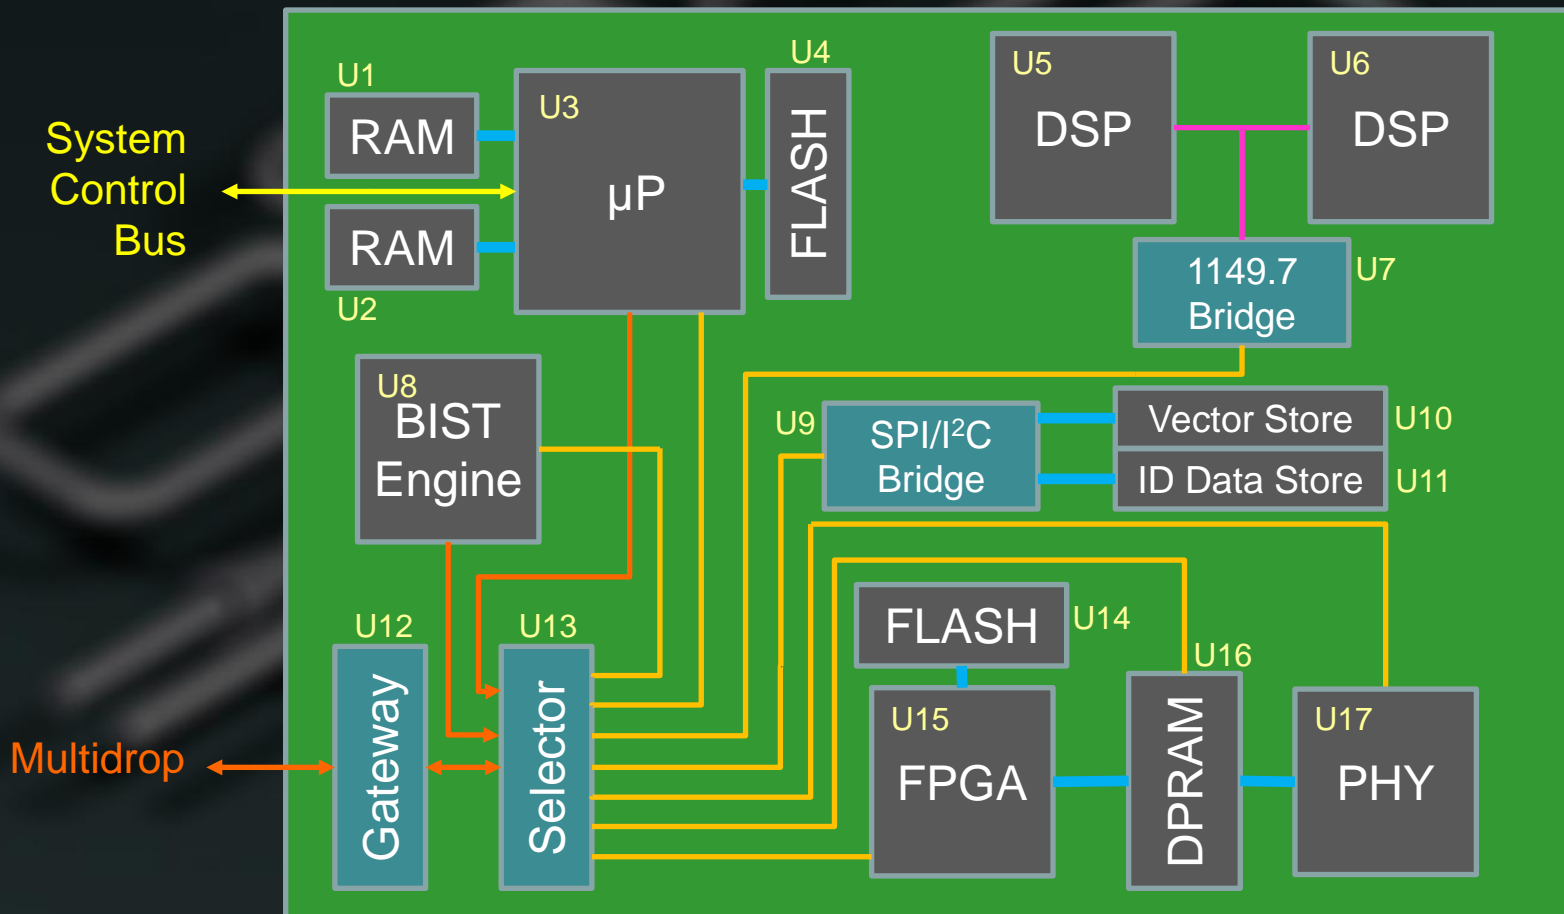 System
Control
Bus
U1
RAM
RAM
U2
U3
µP
U4
FLASH
U5
DSP
U6
DSP
1149.7
Bridge
U7
U8
BIST
Engine
U9
SPI/I²C
Bridge
Vector Store
U10
ID Data Store
U11
Multidrop
U12
Gateway
U13
Selector
FLASH
U14
U15
FPGA
U16
DPRAM
U17
PHY